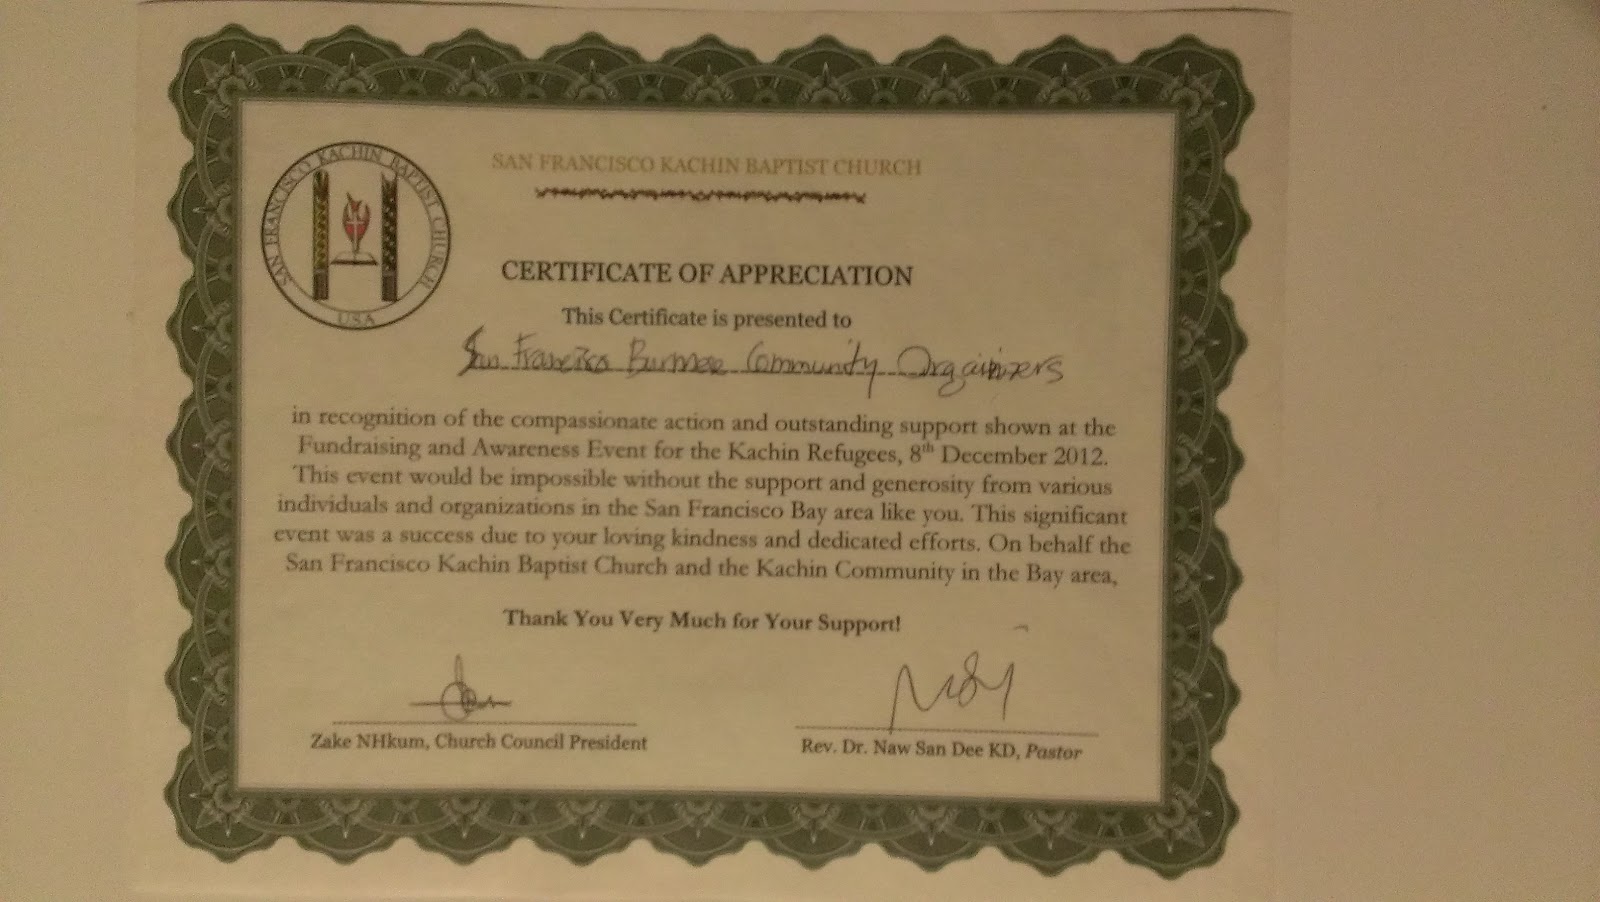 SAN FRANCISCO KACHIN BAPTIST CHURCH
USA
SAN FRANCISCO KACHIN BAPTIST CHURCH
CERTIFICATE OF APPRECIATION
This Certificate is presented to
San Francisco Burmese Community Organizers
in recognition of the compassionate action and outstanding support shown at the
Fundraising and Awareness Event for the Kachin Refugees, 8th December 2012.
This event would be impossible without the support and generosity from various
individuals and organizations in the San Francisco Bay area like you. This significant
event was a success due to your loving kindness and dedicated efforts. On behalf the
San Francisco Kachin Baptist Church and the Kachin Community in the Bay area,
Thank You Very Much for Your Support!
Zake NHkum, Church Council President
Rev. Dr. Naw San Dee KD, Pastor